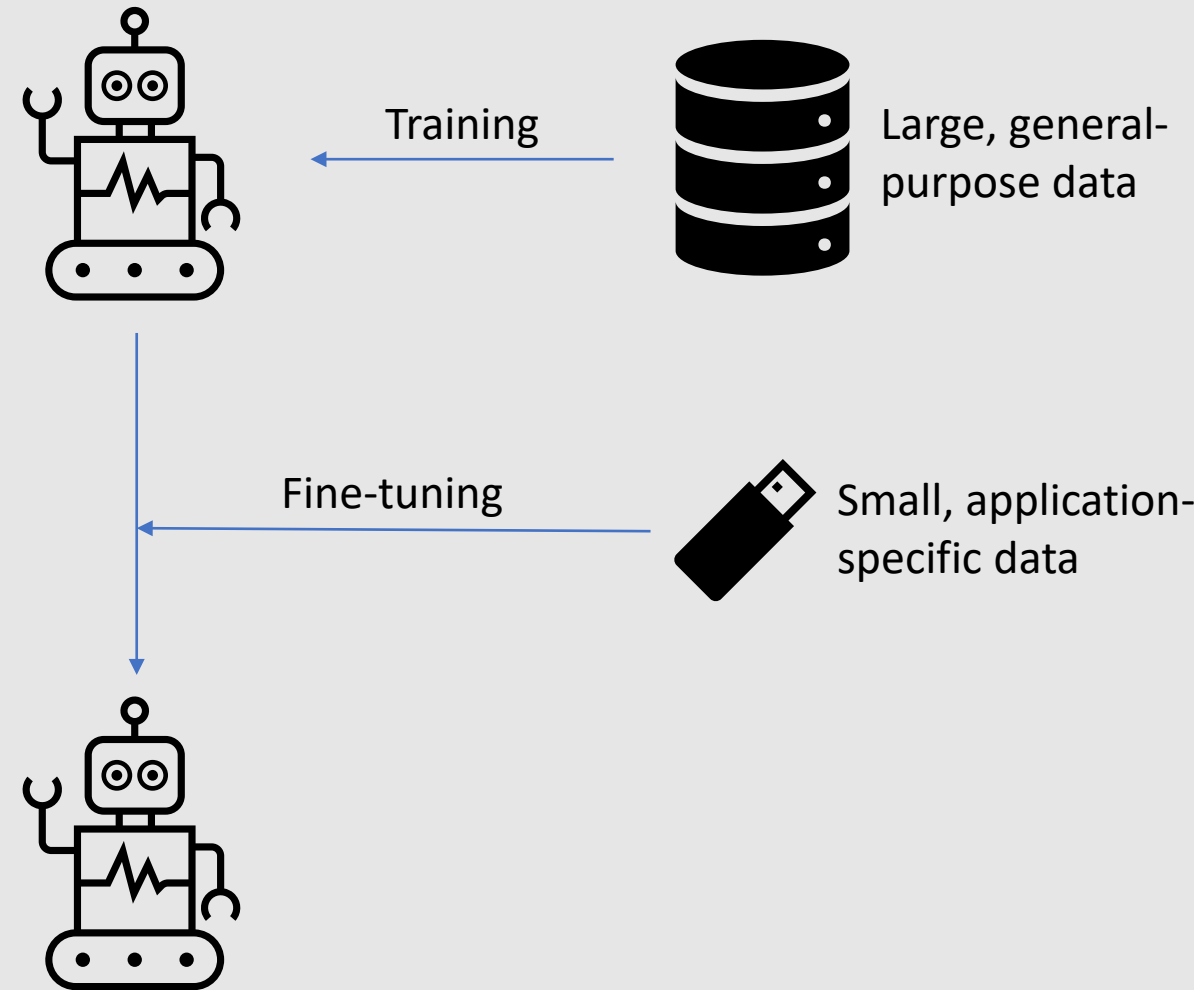 Training
Large, general-
purpose data
Fine-tuning
Small, application-
specific data